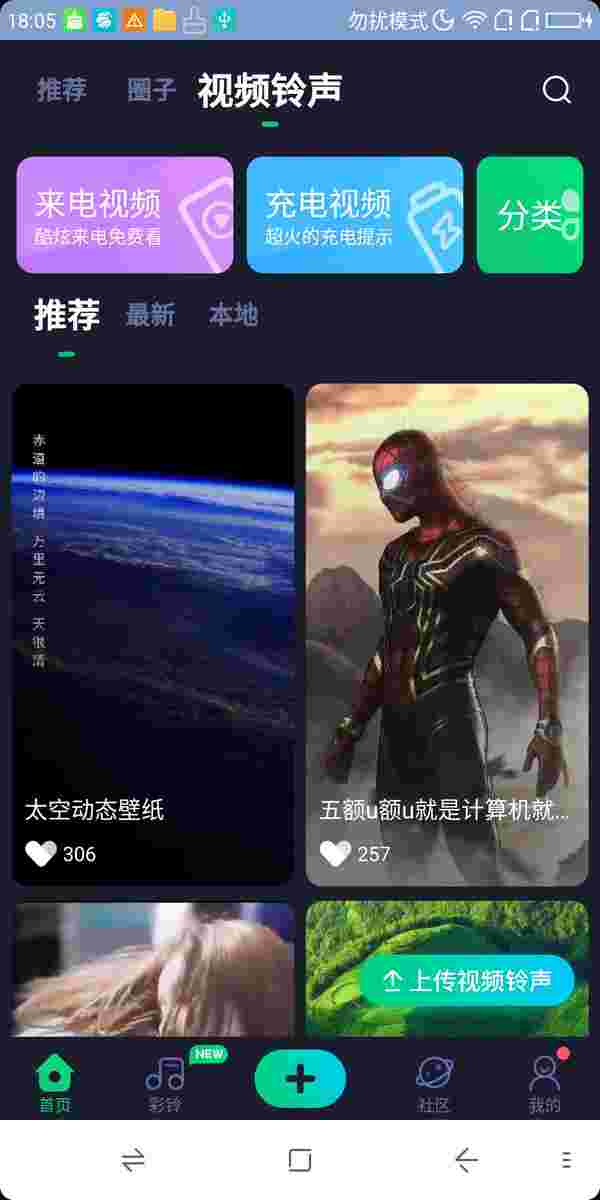 18:05 勿扰模式
推荐 圈子 视频铃声
来电视频
酷炫来电免费看
充电视频
超火的充电提示
分类
推荐 最新 本地
赤道的边境 万里无云 天很清
太空动态壁纸
306
五额u额u就是计算机就...
257
上传视频铃声
NEW
首页 彩铃 社区 我的